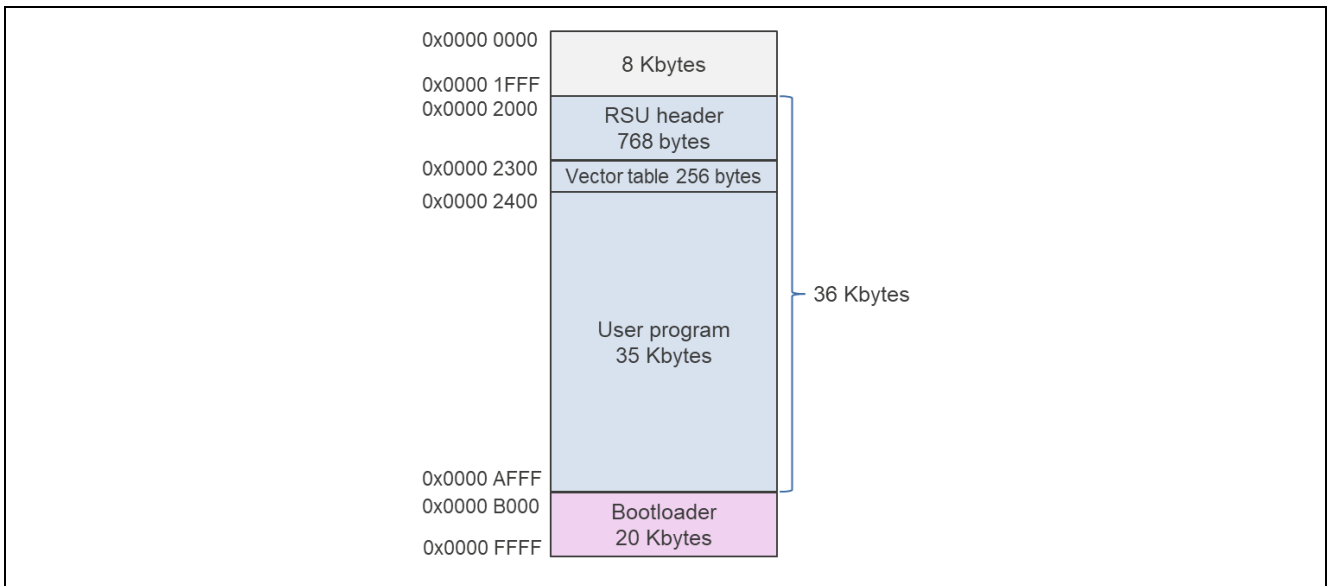 0x0000 0000
8 Kbytes
0x0000 1FFF
0x0000 2000
RSU header
768 bytes
0x0000 2300
Vector table 256 bytes
0x0000 2400
36 Kbytes
User program
35 Kbytes
0x0000 AFFF
0x0000 B000
Bootloader
20 Kbytes
0x0000 FFFF